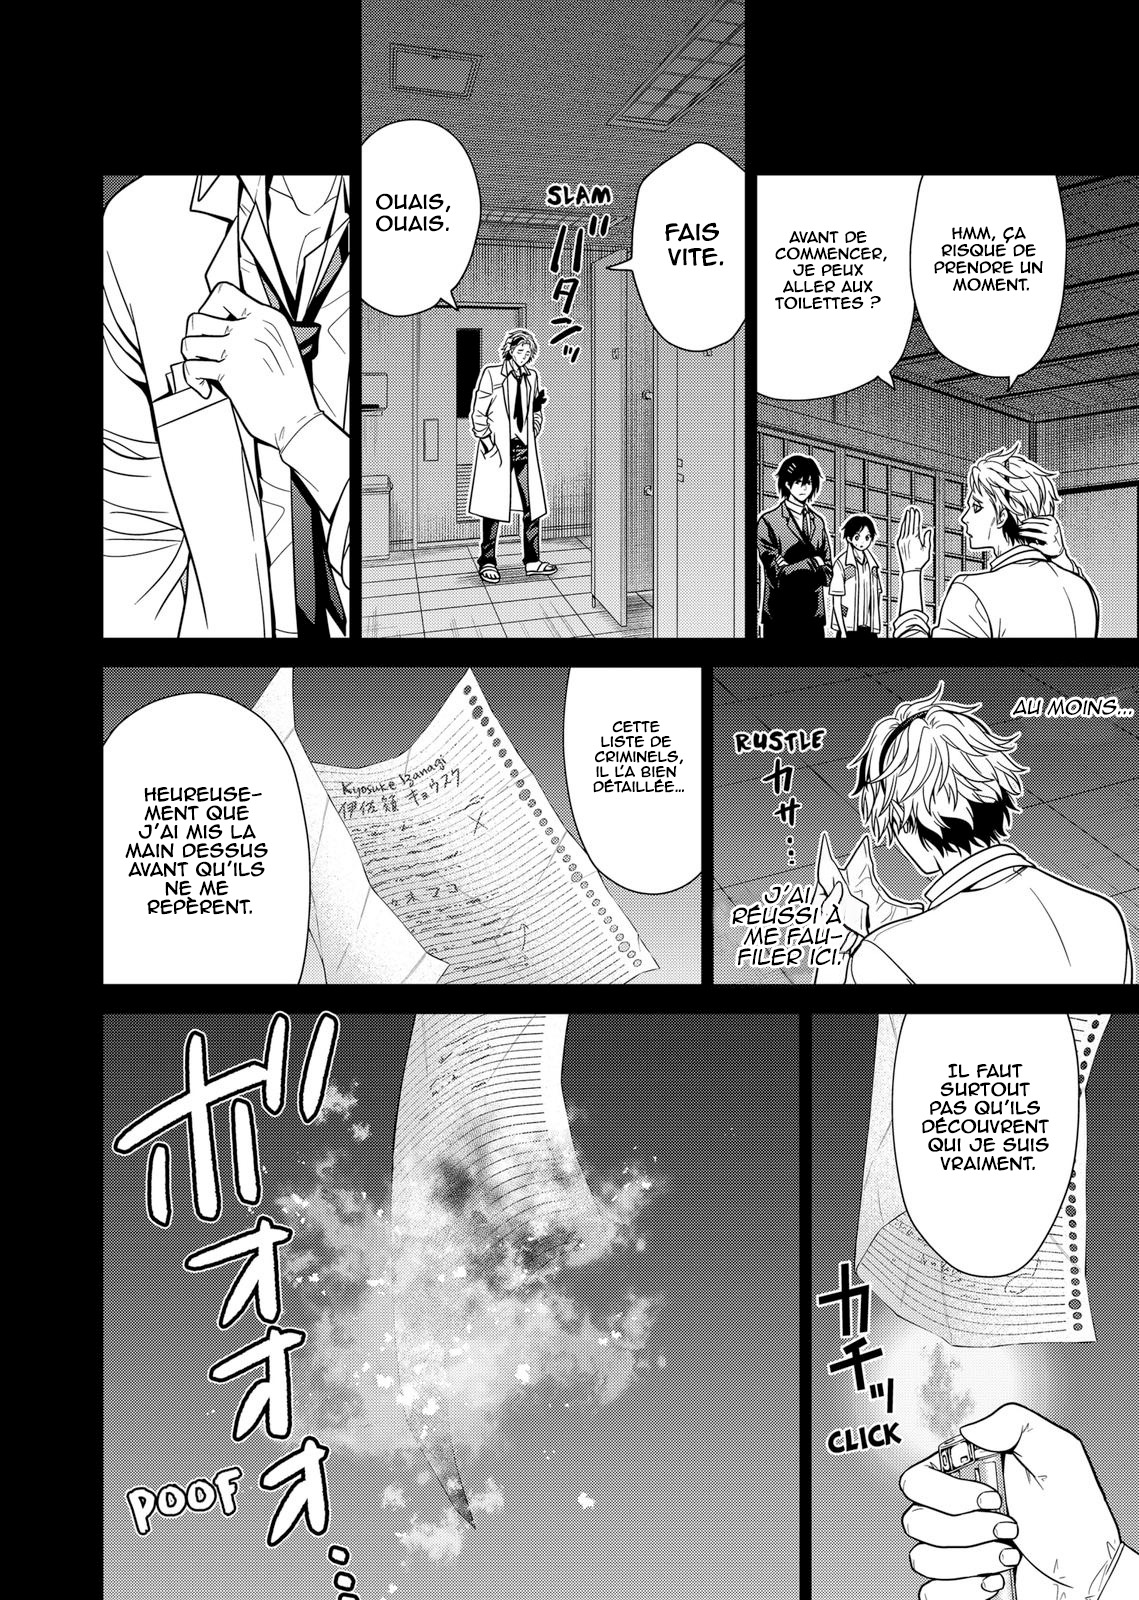 HMM, ÇA
RISQUE DE
PRENDRE UN
MOMENT.
AVANT DE
COMMENCER,
JE PEUX
ALLER AUX
TOILETTES ?
FAIS
VITE.
SLAM
バタンッ
OUAIS,
OUAIS.
AU MOINS...
RUSTLE
カサ...
J'AI
RÉUSSI À
ME FAU-
FILER ICI.
CETTE
LISTE DE
CRIMINELS,
IL L'A BIEN
DÉTAILLÉE...
Kyosuke Izanagi
キョウスケ
HEUREUSE-
MENT QUE
J'AI MIS LA
MAIN DESSUS
AVANT QU'ILS
NE ME
REPÈRENT.
IL FAUT
SURTOUT
PAS QU'ILS
DÉCOUVRENT
QUI JE SUIS
VRAIMENT.
カチッ
CLICK
ボオオオ...
POOF